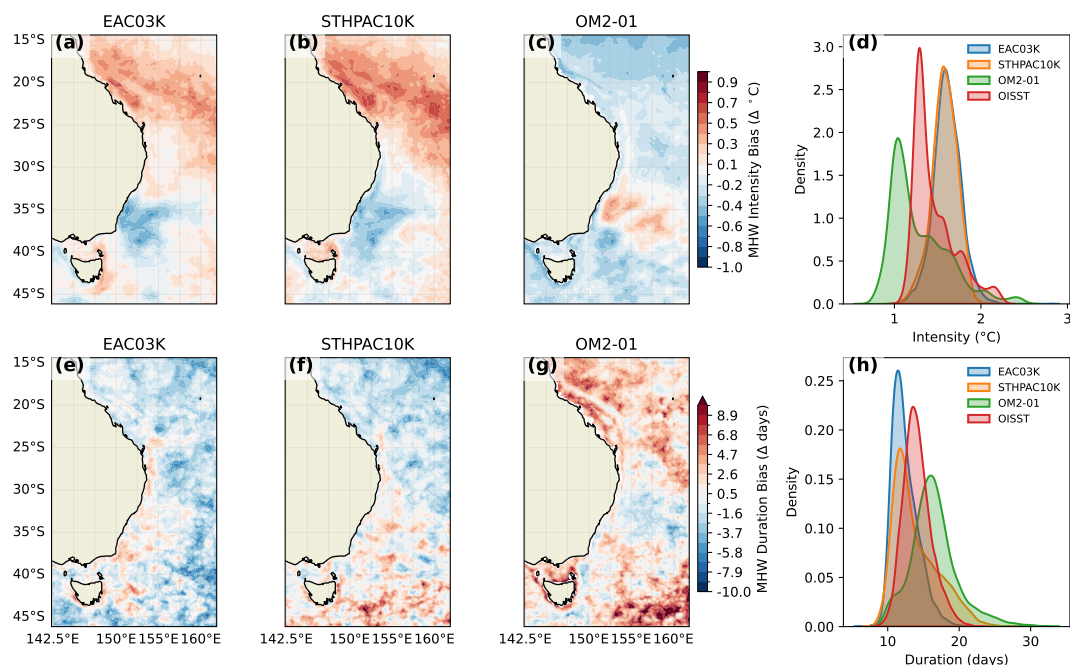 EAC03K
STHPAC10K
OM2-01
(a)
(b)
(c)
(d)
15°S
20°S
25°S
30°S
35°S
40°S
45°S
0.9
0.7
0.5
0.3
0.1
-0.2
-0.4
-0.6
-0.8
-1.0
MHW Intensity Bias (Δ °C)
3.0
2.5
2.0
1.5
1.0
0.5
0.0
Density
EAC03K
STHPAC10K
OM2-01
OISST
1 2 3
Intensity (°C)
EAC03K
STHPAC10K
OM2-01
(e)
(f)
(g)
(h)
15°S
20°S
25°S
30°S
35°S
40°S
45°S
142.5°E 150°E 155°E 160°E
142.5°E 150°E 155°E 160°E
142.5°E 150°E 155°E 160°E
8.9
6.8
4.7
2.6
0.5
-1.6
-3.7
-5.8
-7.9
-10.0
MHW Duration Bias (Δ days)
0.25
0.20
0.15
0.10
0.05
0.00
Density
EAC03K
STHPAC10K
OM2-01
OISST
10 20 30
Duration (days)